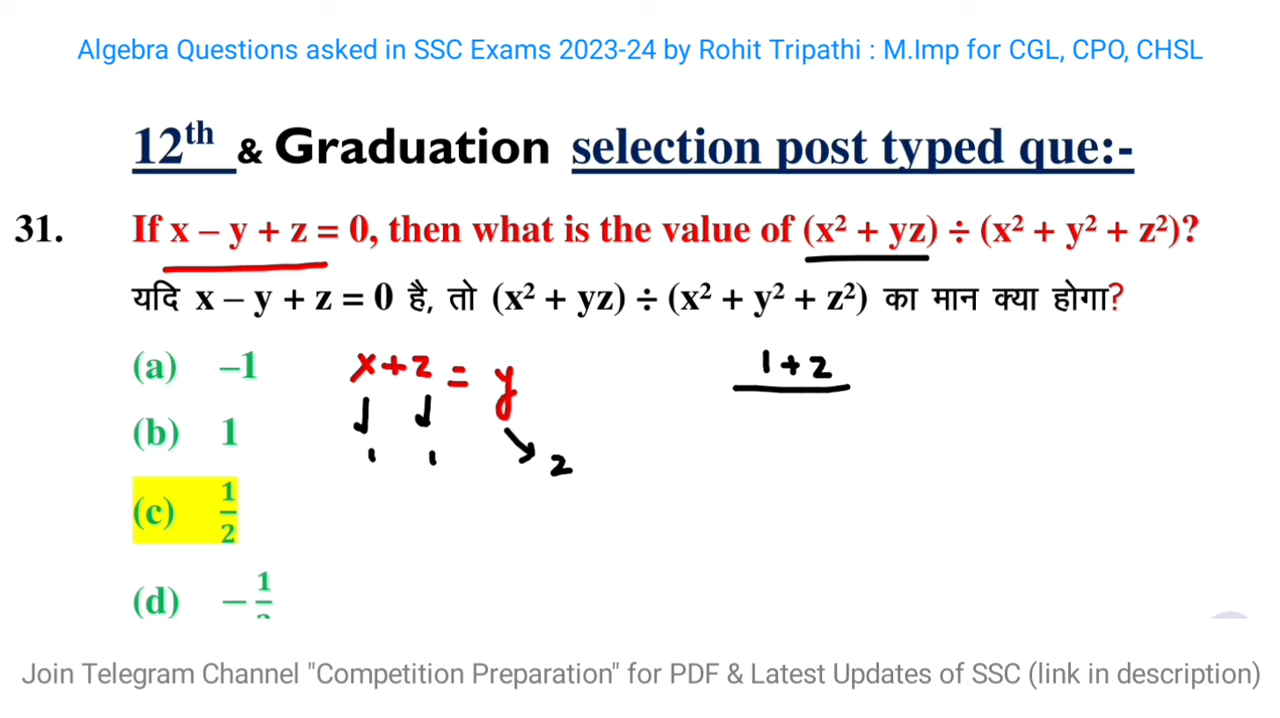 Algebra Questions asked in SSC Exams 2023-24 by Rohit Tripathi : M.Imp for CGL, CPO, CHSL
12th & Graduation selection post typed que:-
31. If x – y + z = 0, then what is the value of (x² + yz) ÷ (x² + y² + z²)?
यदि x – y + z = 0 है, तो (x² + yz) ÷ (x² + y² + z²) का मान क्या होगा?
(a) –1
x+z = y
1+2
(b) 1
1 1 2
(c) 1/2
(d) –1/2
Join Telegram Channel "Competition Preparation" for PDF & Latest Updates of SSC (link in description)